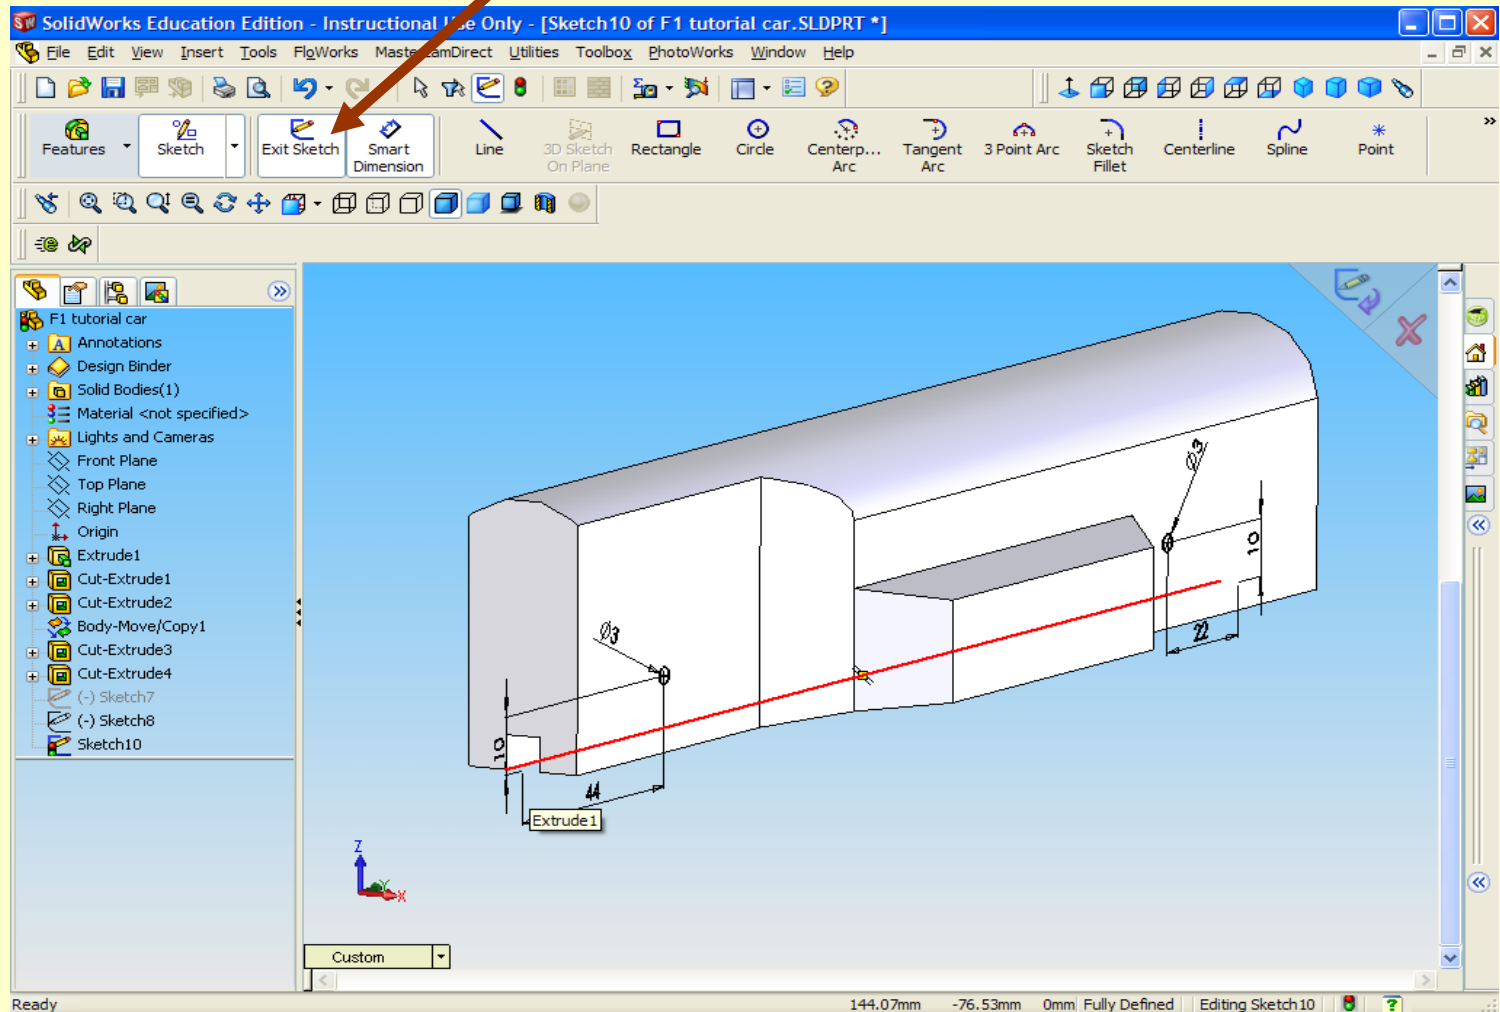 SolidWorks Education Edition - Instructional Use Only - [Sketch10 of F1 tutorial car.SLDPRT *]
File Edit View Insert Tools FloWorks MastercamDirect Utilities Toolbox PhotoWorks Window Help
Features Sketch Exit Sketch Smart Dimension Line 3D Sketch On Plane Rectangle Circle Centerp... Arc Tangent Arc 3 Point Arc Sketch Fillet Centerline Spline Point
F1 tutorial car
Annotations
Design Binder
Solid Bodies(1)
Material <not specified>
Lights and Cameras
Front Plane
Top Plane
Right Plane
Origin
Extrude1
Cut-Extrude1
Cut-Extrude2
Body-Move/Copy1
Cut-Extrude3
Cut-Extrude4
(-) Sketch7
(-) Sketch8
Sketch10
Ø3
10
22
Ø3
10
44
Extrude1
Z
Y
X
Custom
Ready 144.07mm -76.53mm 0mm Fully Defined Editing Sketch10